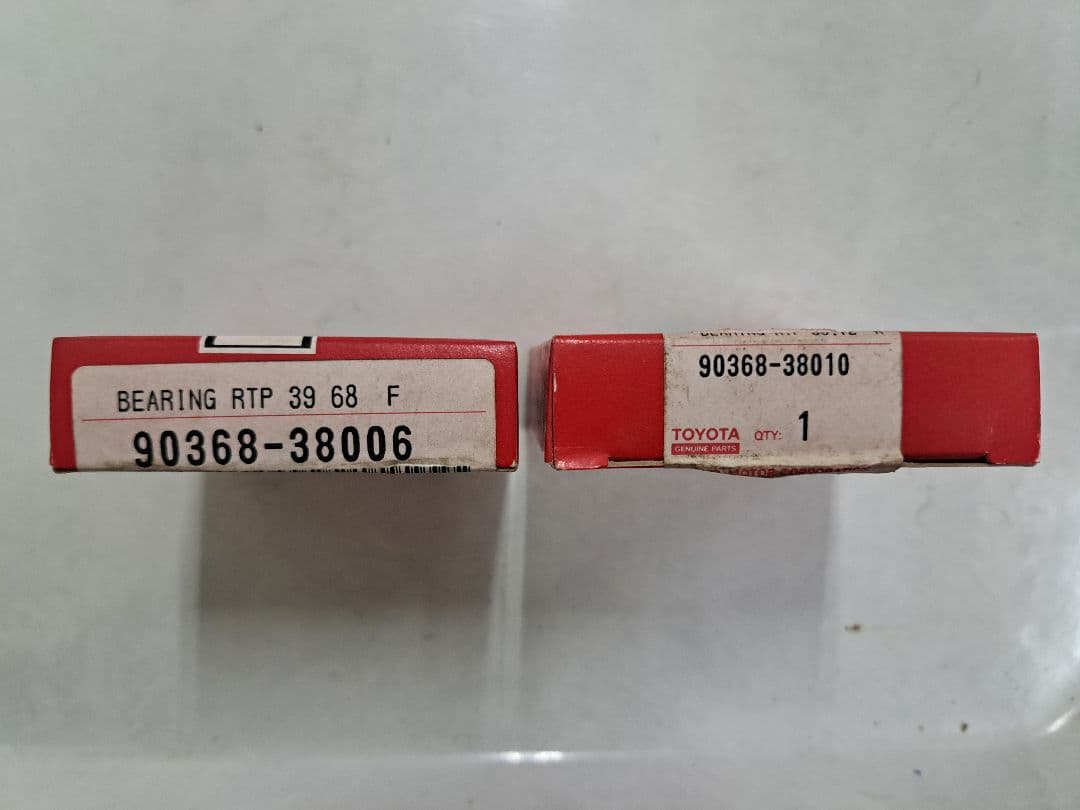 BEARING RTP 39 68 F
90368-38006
90368-38010
TOYOTA QTY: 1
GENUINE PARTS